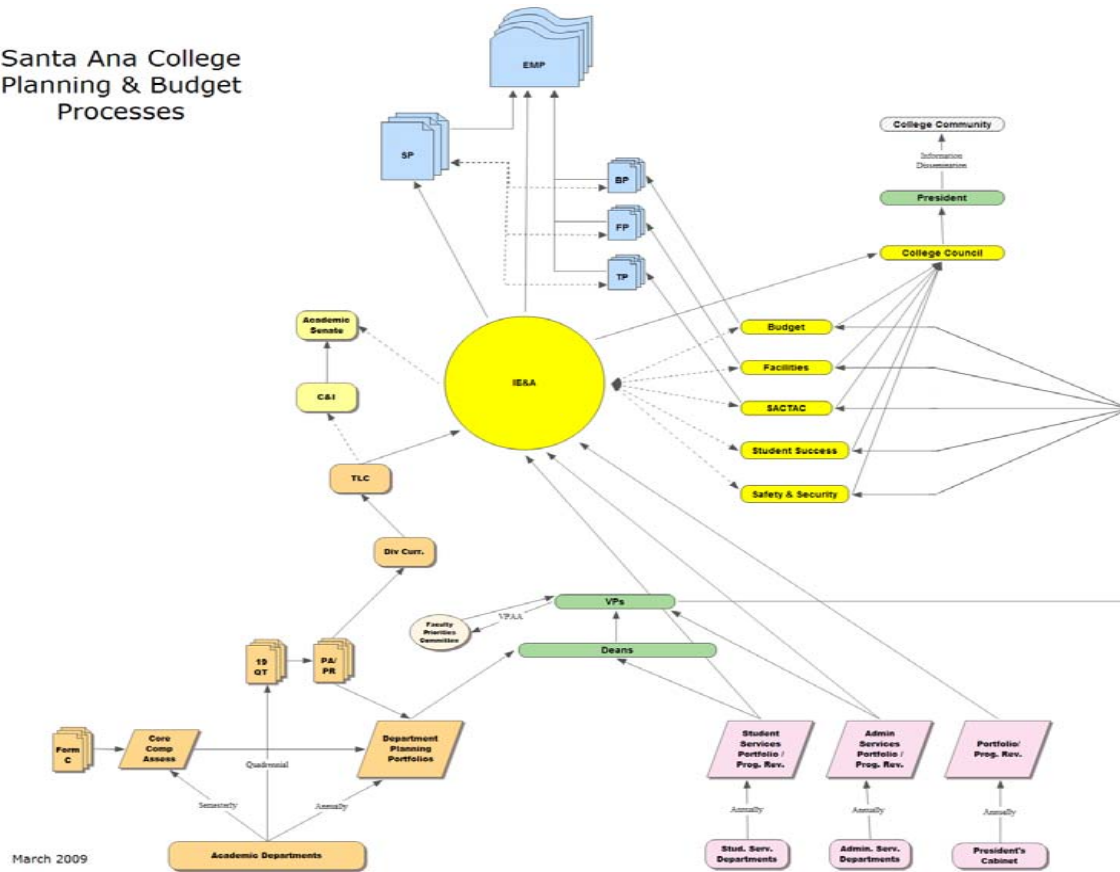 Santa Ana College
Planning & Budget
Processes
EMP
SP
BP
FP
TP
College Community
Information
Dissemination
President
College Council
Academic
Senate
C&I
IE&A
Budget
Facilities
SACTAC
Student Success
Safety & Security
TLC
Div Curr.
VPs
VPAA
Faculty
Priorities
Committee
Deans
19
QT
PA/
PR
Form
C
Core
Comp
Assess
Quadrennial
Department
Planning
Portfolios
Student
Services
Portfolio /
Prog. Rev.
Admin
Services
Portfolio /
Prog. Rev.
Portfolio/
Prog. Rev.
Semesterly
Annually
Annually
Annually
Annually
Academic Departments
Stud. Serv.
Departments
Admin. Serv.
Departments
President's
Cabinet
March 2009